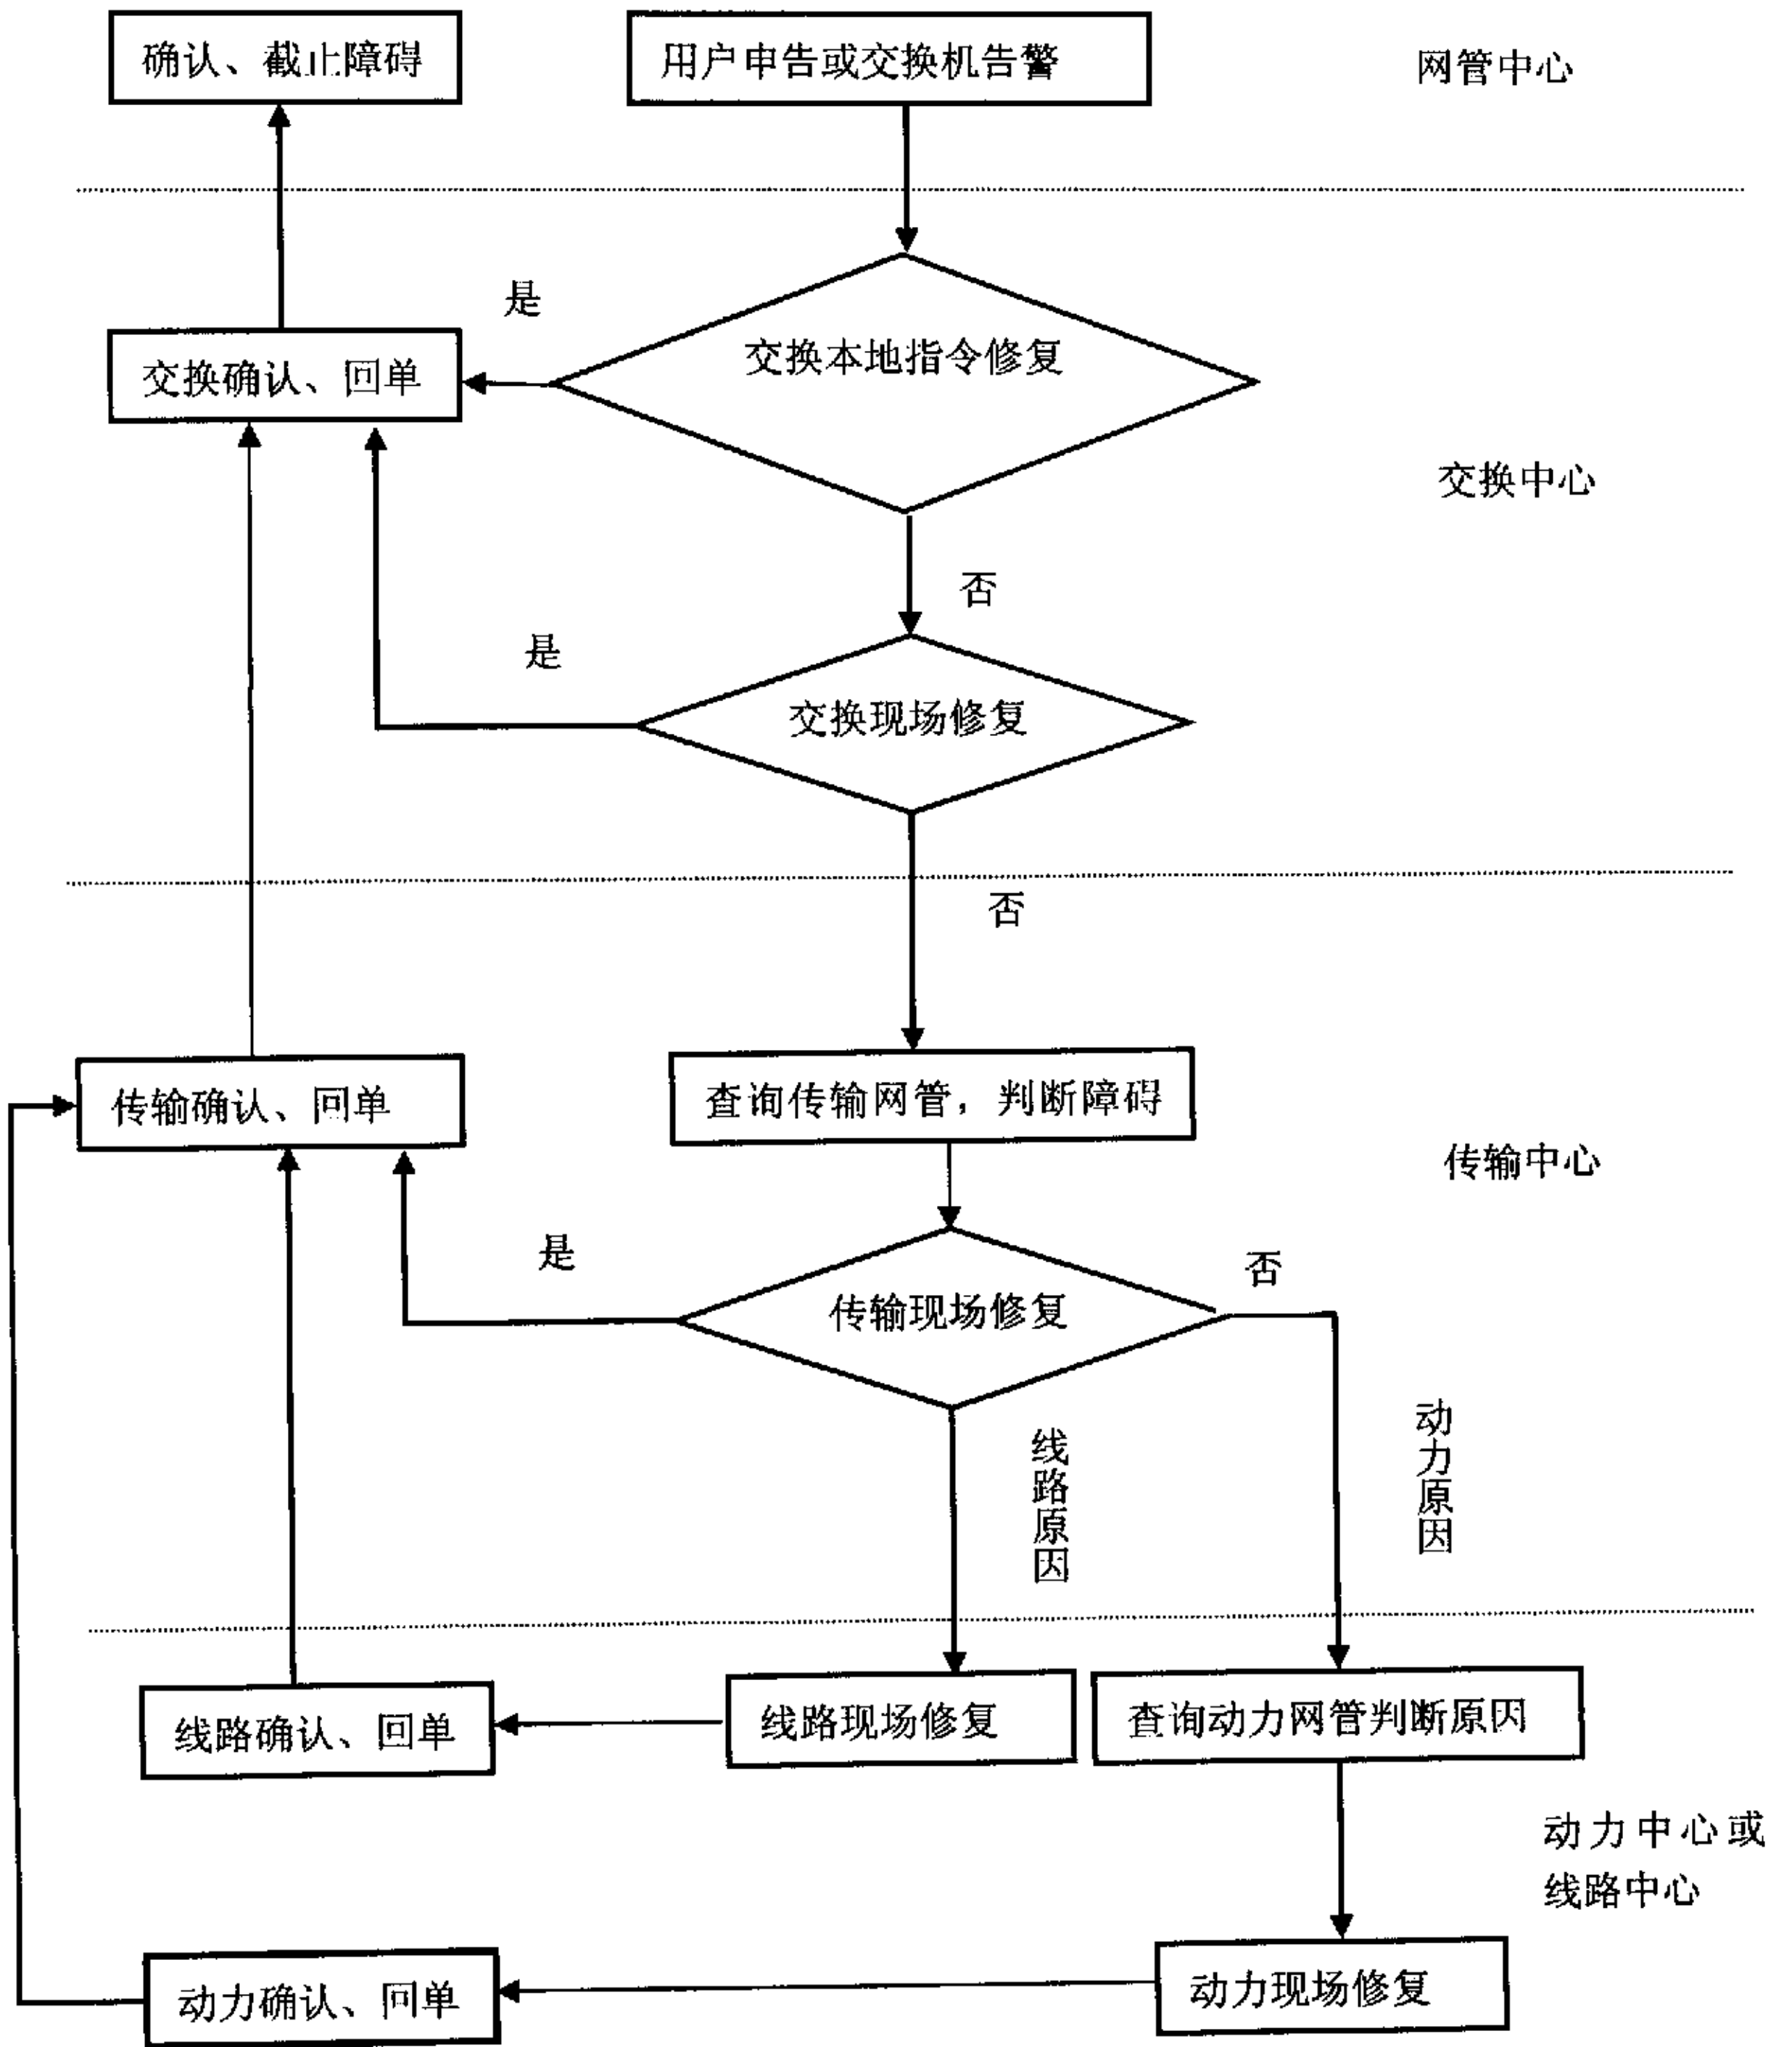 确认、截止障碍
用户申告或交换机告警
网管中心
是
交换本地指令修复
交换确认、回单
交换中心
否
是
交换现场修复
否
传输确认、回单
查询传输网管，判断障碍
传输中心
是
否
传输现场修复
线路原因
动力原因
线路确认、回单
线路现场修复
查询动力网管判断原因
动力中心或
线路中心
动力确认、回单
动力现场修复